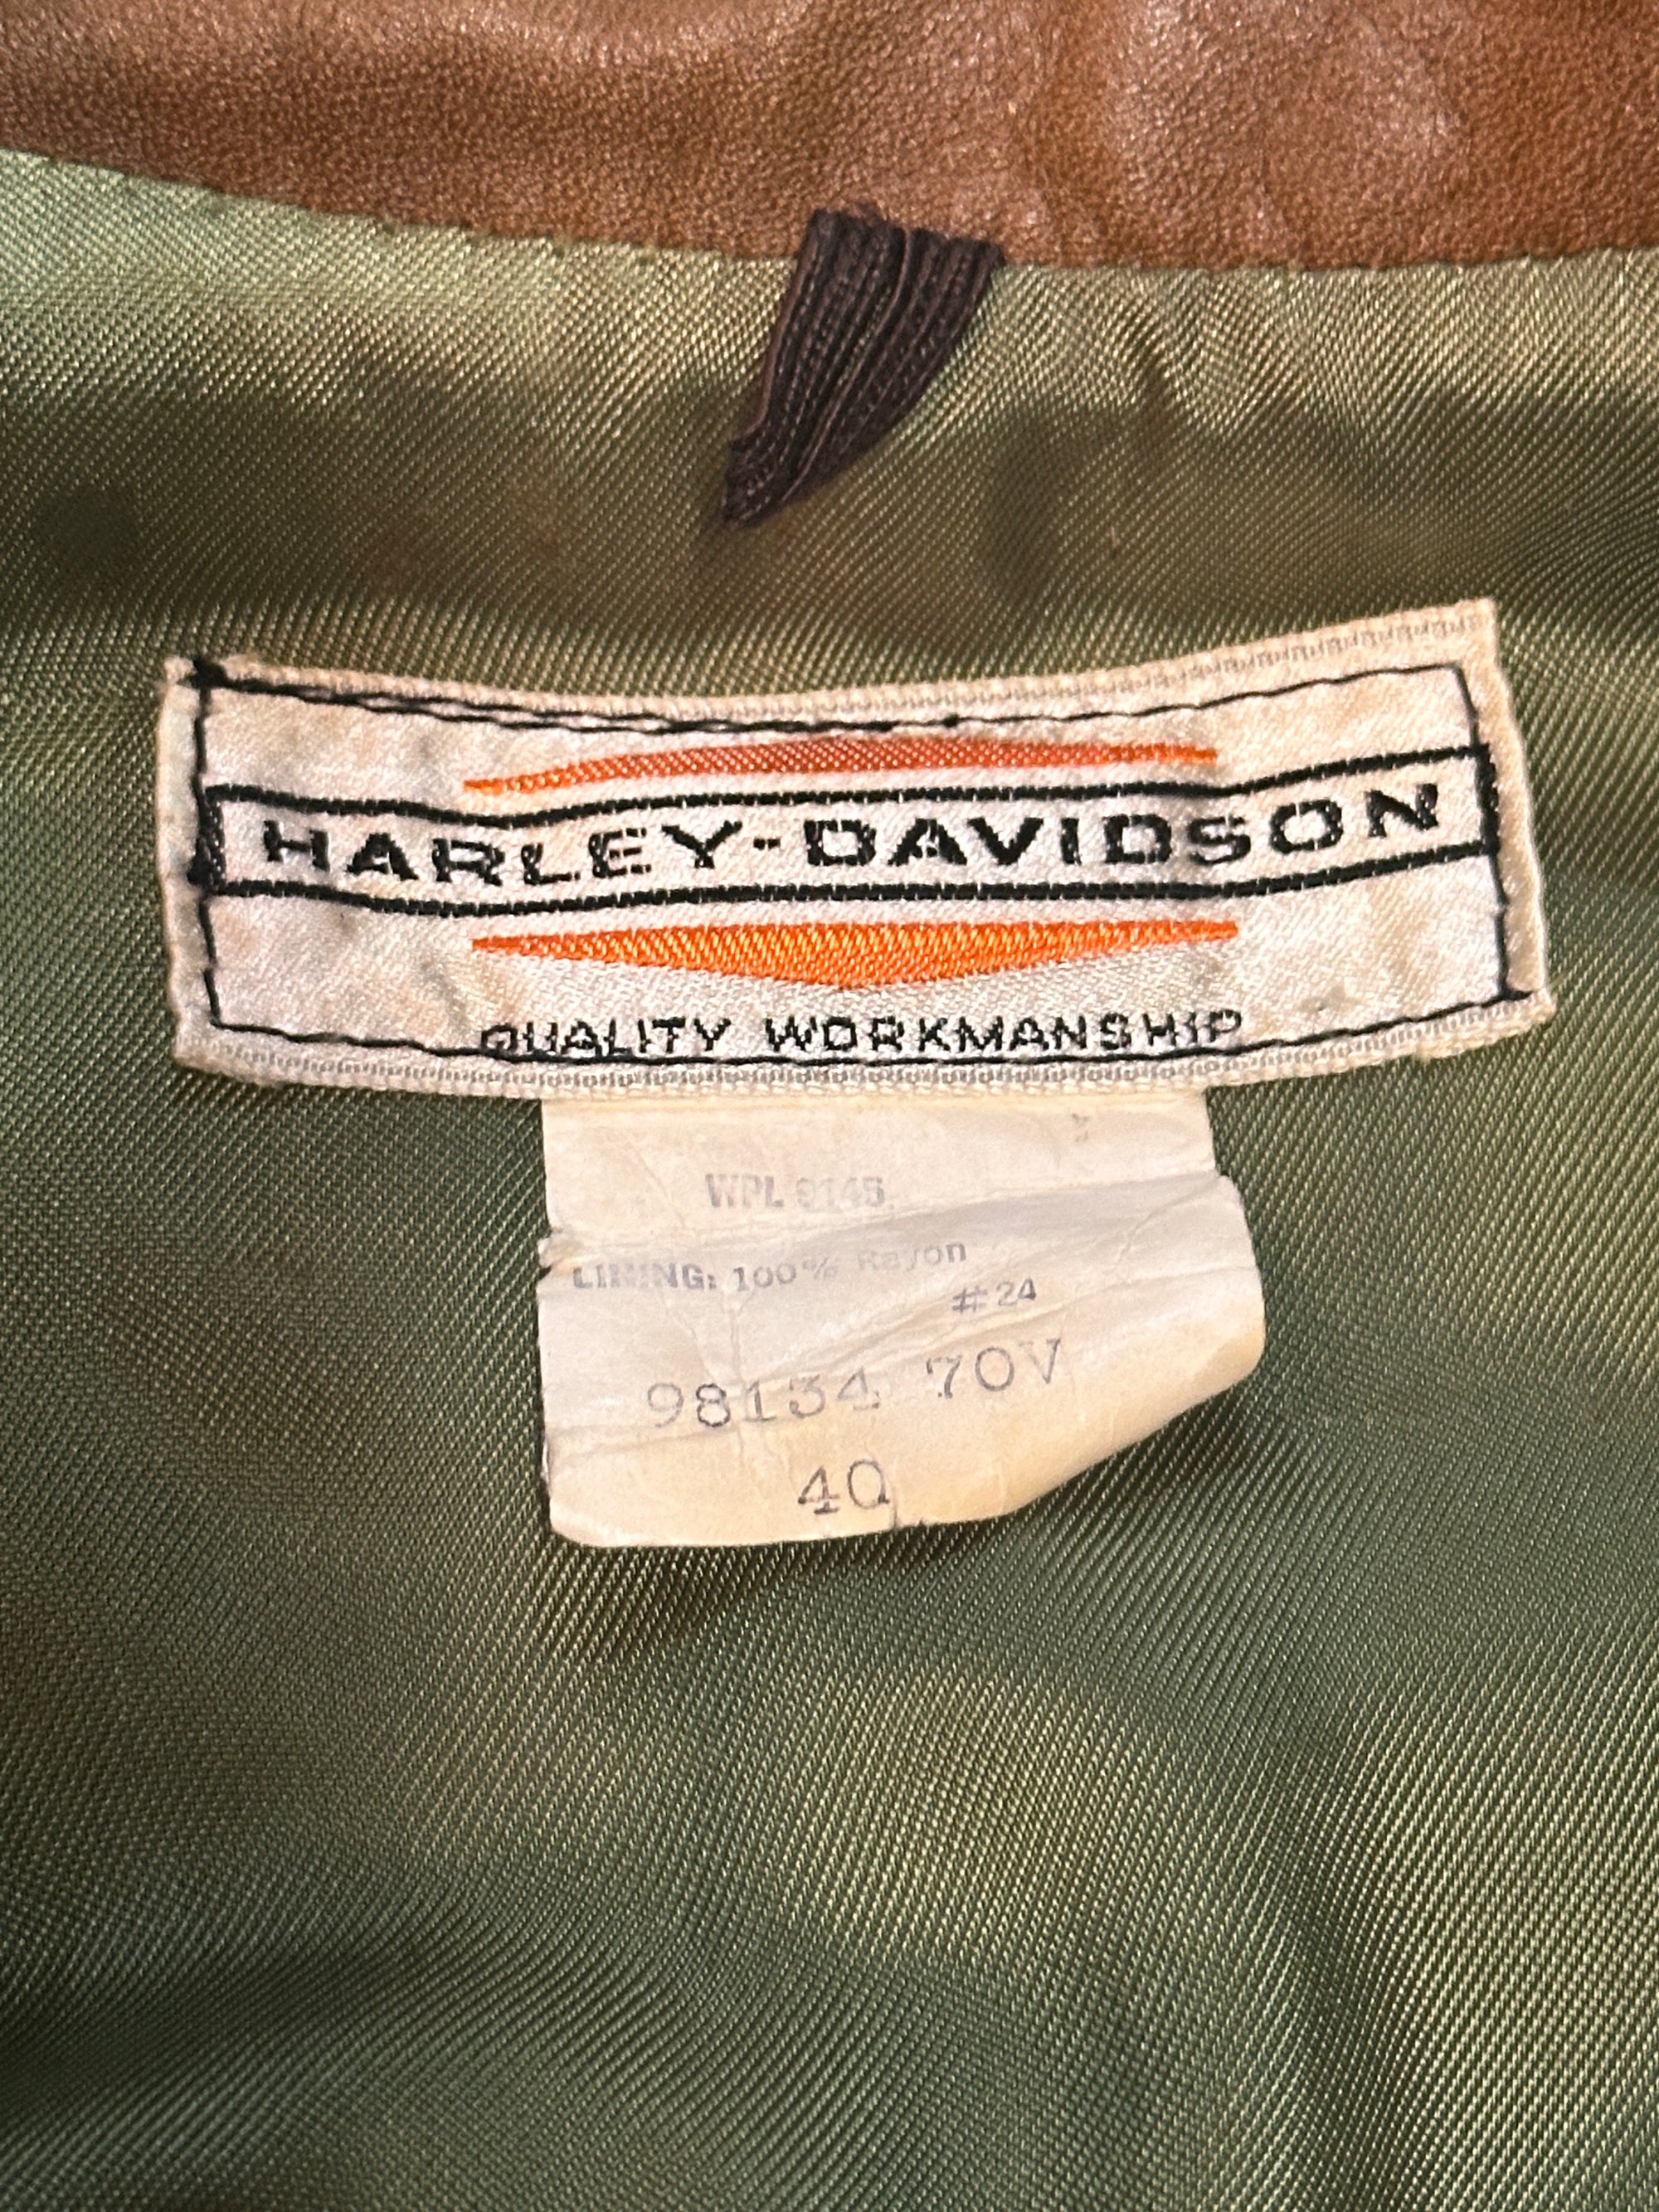 HARLEY-DAVIDSON
QUALITY WORKMANSHIP
WPL 9145
LINING: 100% Rayon
#24
98134 70V
40